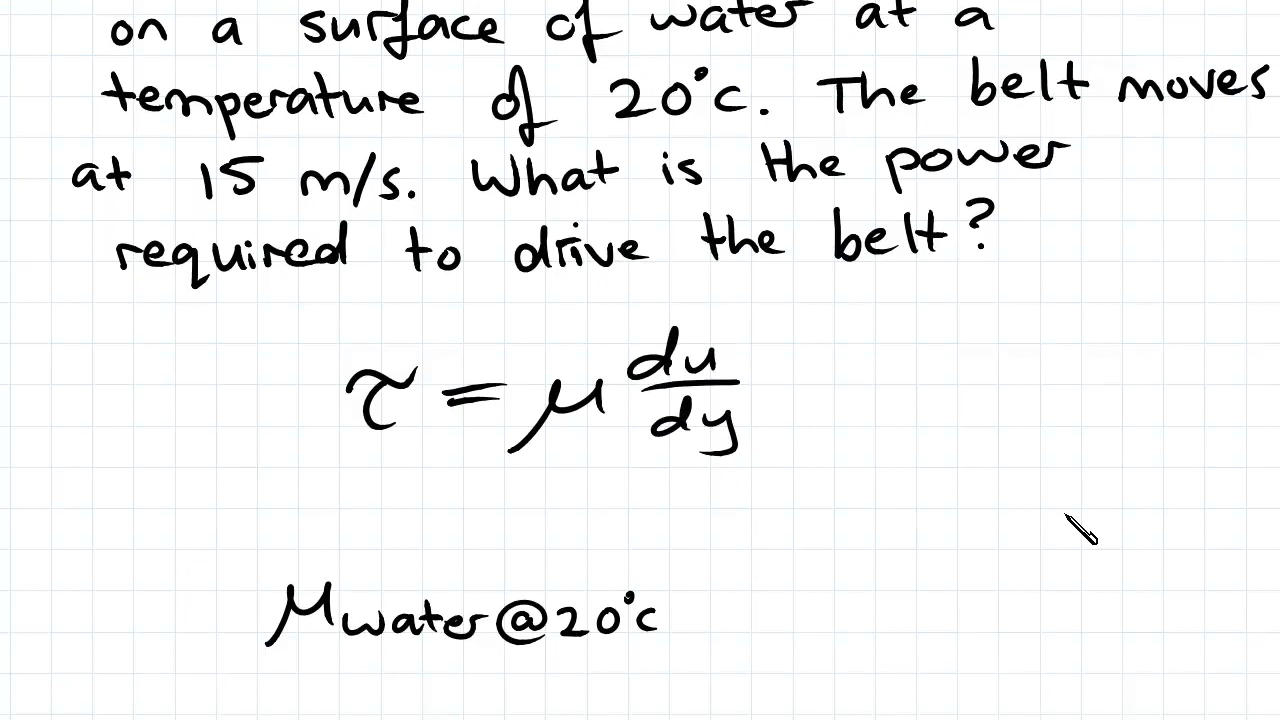 on a surface of water at a
temperature of 20°C. The belt moves
at 15 m/s. What is the power
required to drive the belt?
τ = μ du/dy
μwater@20°C